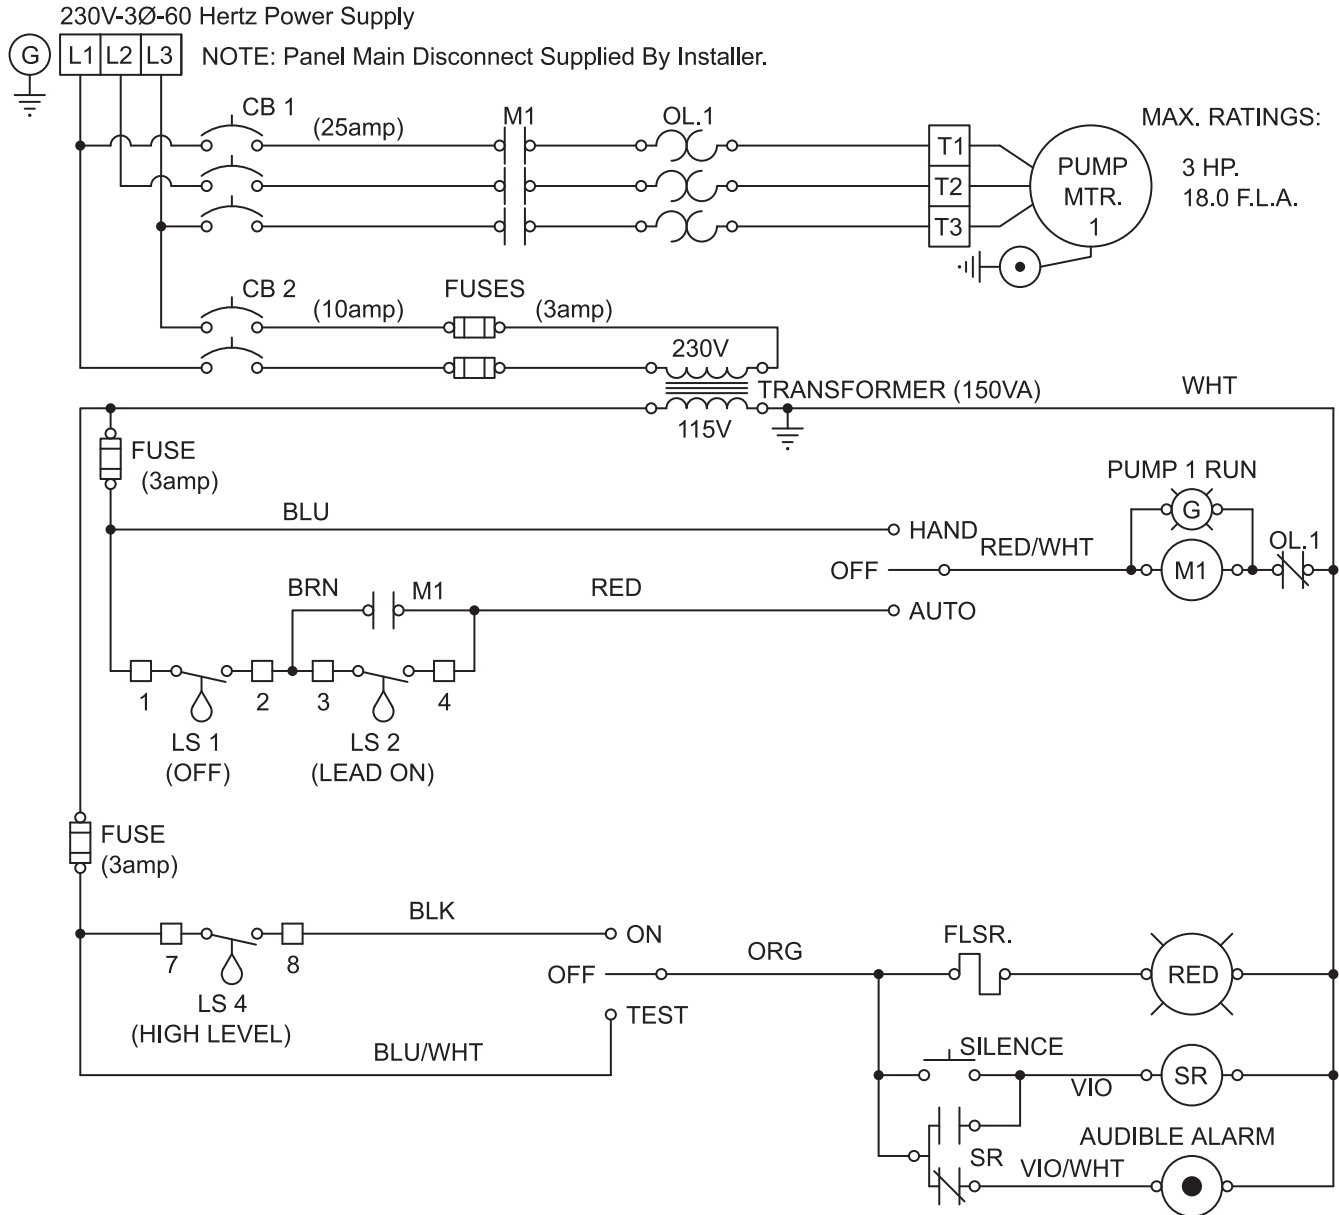 230V-3Ø-60 Hertz Power Supply
G L1 L2 L3 NOTE: Panel Main Disconnect Supplied By Installer.
CB 1
(25amp)
M1
OL.1
MAX. RATINGS:
3 HP.
18.0 F.L.A.
T1
T2
T3
PUMP
MTR.
1
CB 2
(10amp)
FUSES
(3amp)
230V
TRANSFORMER (150VA)
115V
WHT
FUSE
(3amp)
PUMP 1 RUN
G
BLU
HAND
RED/WHT
OL.1
OFF
M1
BRN
M1
RED
AUTO
1
2
3
4
LS 1
(OFF)
LS 2
(LEAD ON)
FUSE
(3amp)
BLK
ON
7
8
LS 4
(HIGH LEVEL)
OFF
ORG
FLSR.
RED
TEST
BLU/WHT
SILENCE
VIO
SR
SR
AUDIBLE ALARM
VIO/WHT